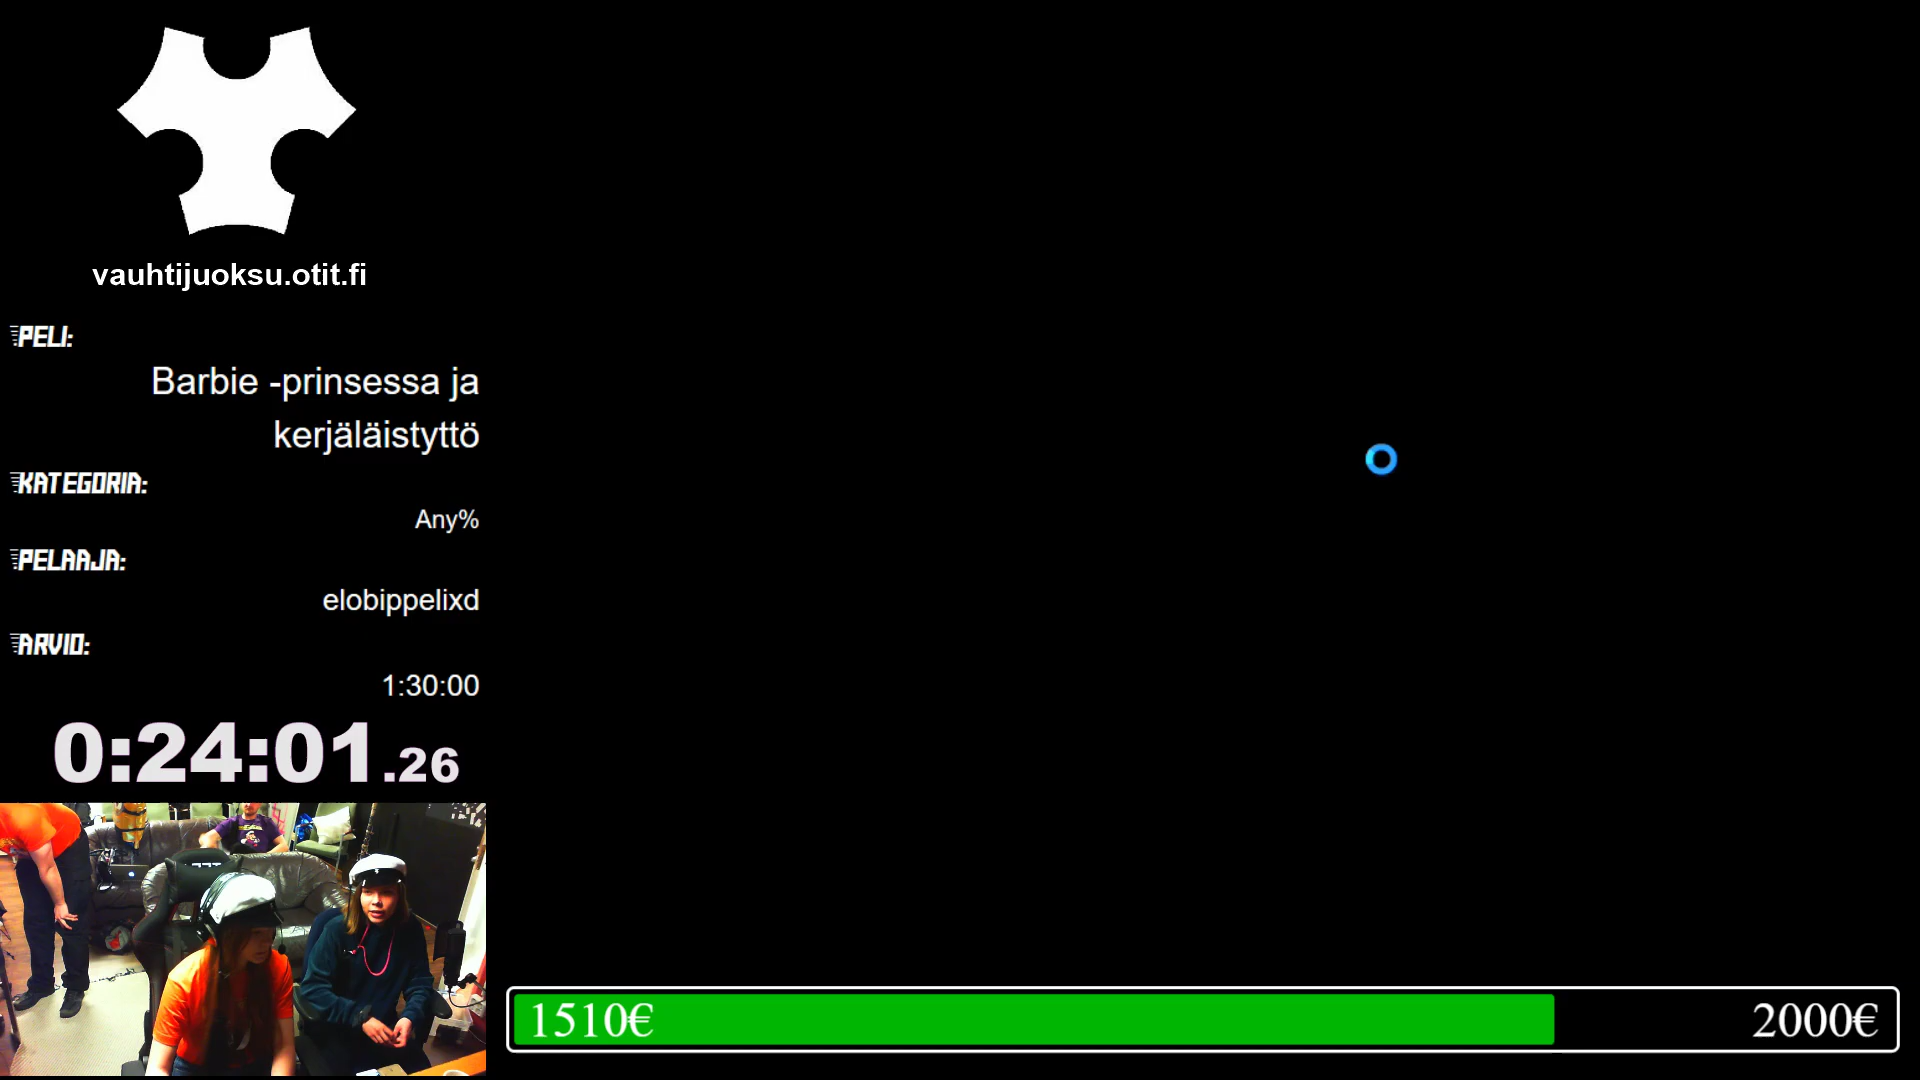 vauhtijuoksu.otit.fi
PELI:
Barbie -prinsessa ja
kerjäläistyttö
KATEGORIA:
Any%
PELAAJA:
elobippelixd
ARVIO:
1:30:00
0:24:01.26
1510€
2000€